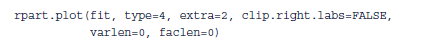 rpart.plot(fit, type=4, extra=2, clip.right.labs=FALSE,
varlen=0, faclen=0)